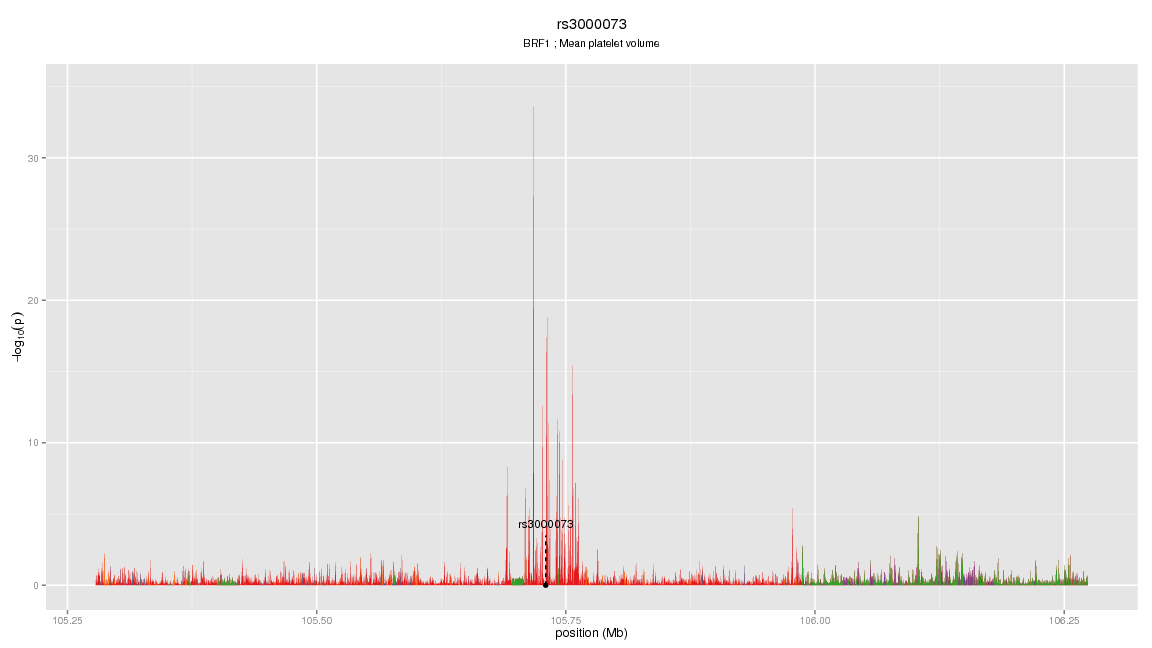 rs3000073
BRF1 ; Mean platelet volume
30
20
10
0
−log10(p)
rs3000073
105.25
105.50
105.75
106.00
106.25
position (Mb)